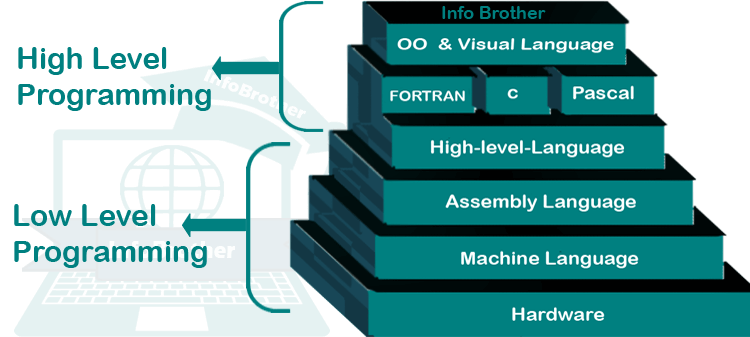 Info Brother
OO & Visual Language
High Level
Programming
InfoBrother
FORTRAN
c
Pascal
High-level-Language
Assembly Language
Low Level
Programming
Machine Language
Hardware